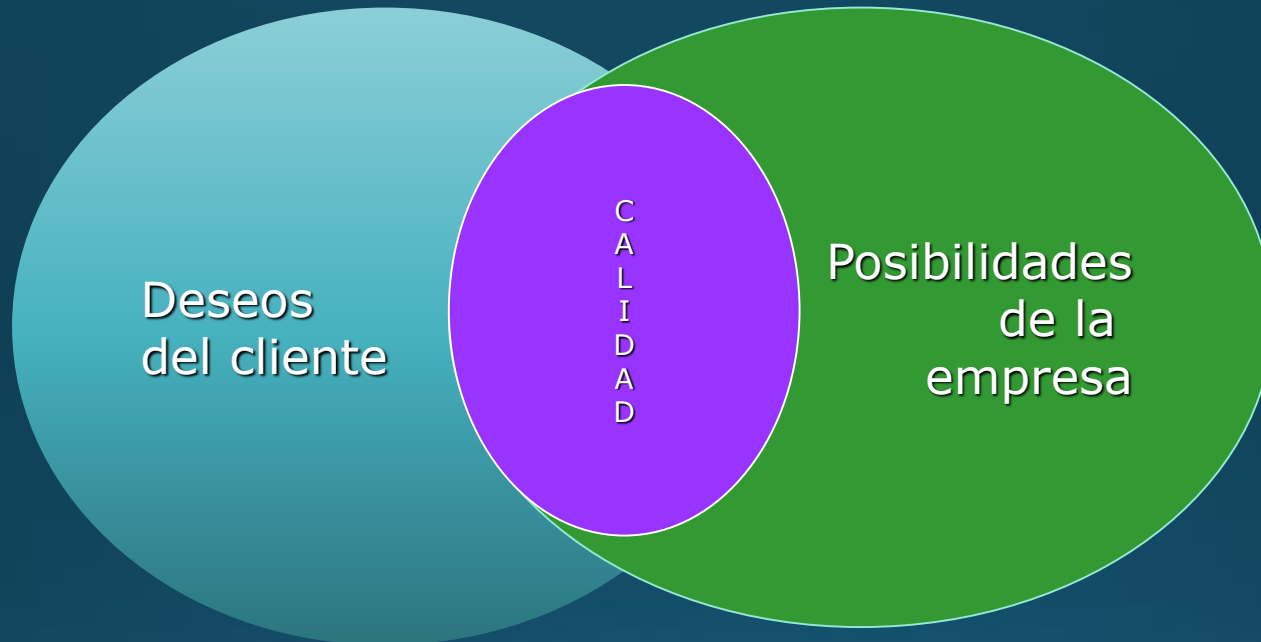 Deseos
del cliente
C
A
L
I
D
A
D
Posibilidades
de la
empresa